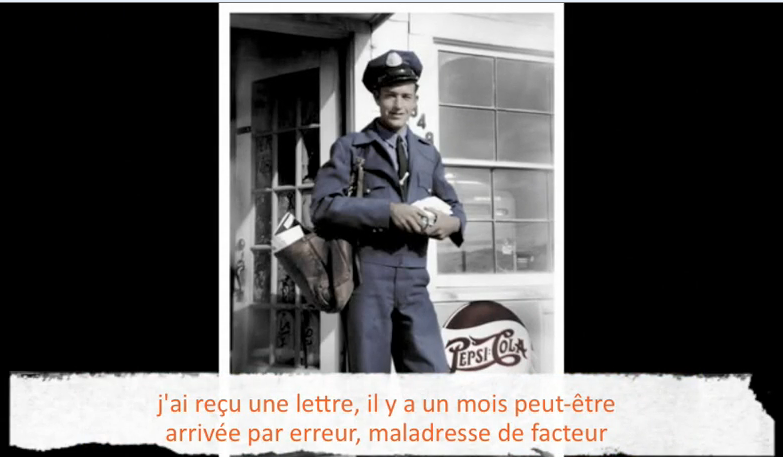 PEPSI-COLA
j'ai reçu une lettre, il y a un mois peut-être
arrivée par erreur, maladresse de facteur